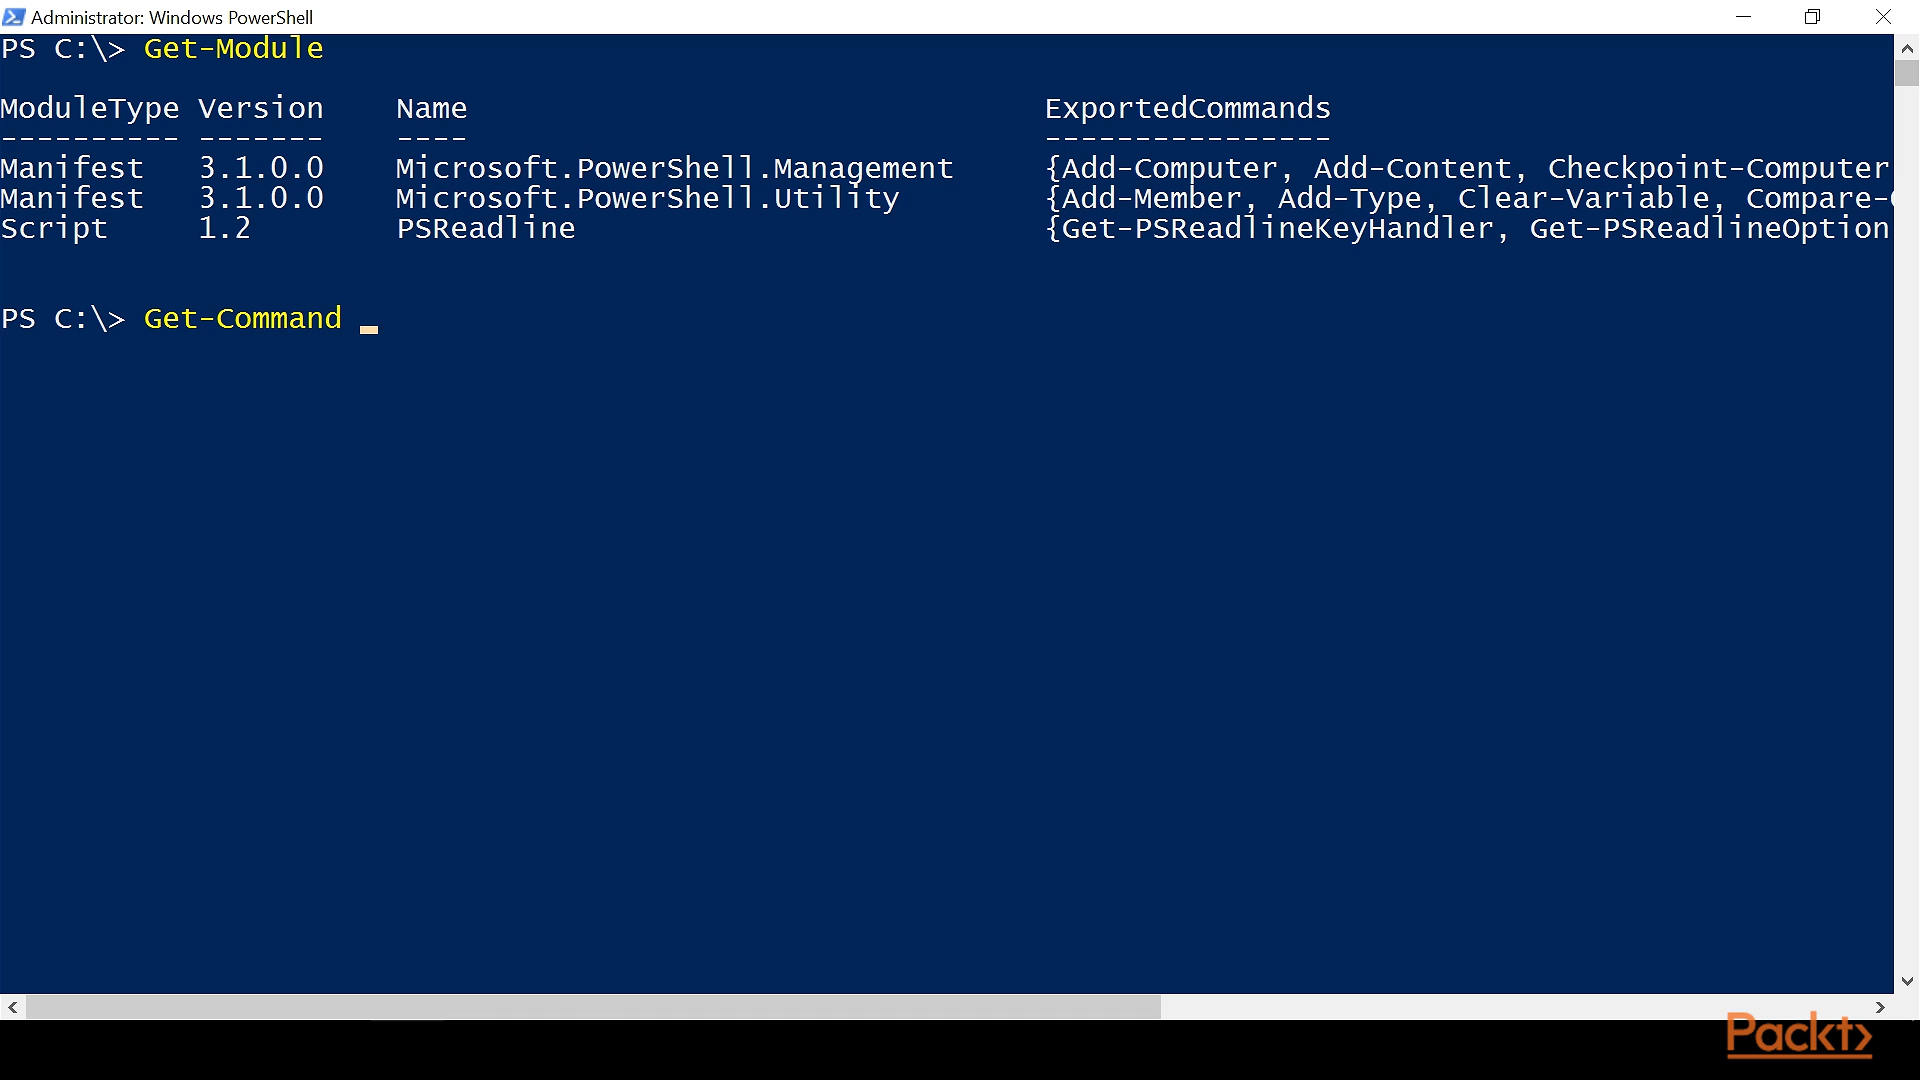 Administrator: Windows PowerShell
PS C:\> Get-Module
ModuleType Version    Name                                ExportedCommands
---------- -------    ----                                ----------------
Manifest   3.1.0.0    Microsoft.PowerShell.Management     {Add-Computer, Add-Content, Checkpoint-Computer
Manifest   3.1.0.0    Microsoft.PowerShell.Utility        {Add-Member, Add-Type, Clear-Variable, Compare-
Script     1.2        PSReadline                          {Get-PSReadlineKeyHandler, Get-PSReadlineOption
PS C:\> Get-Command
Packt